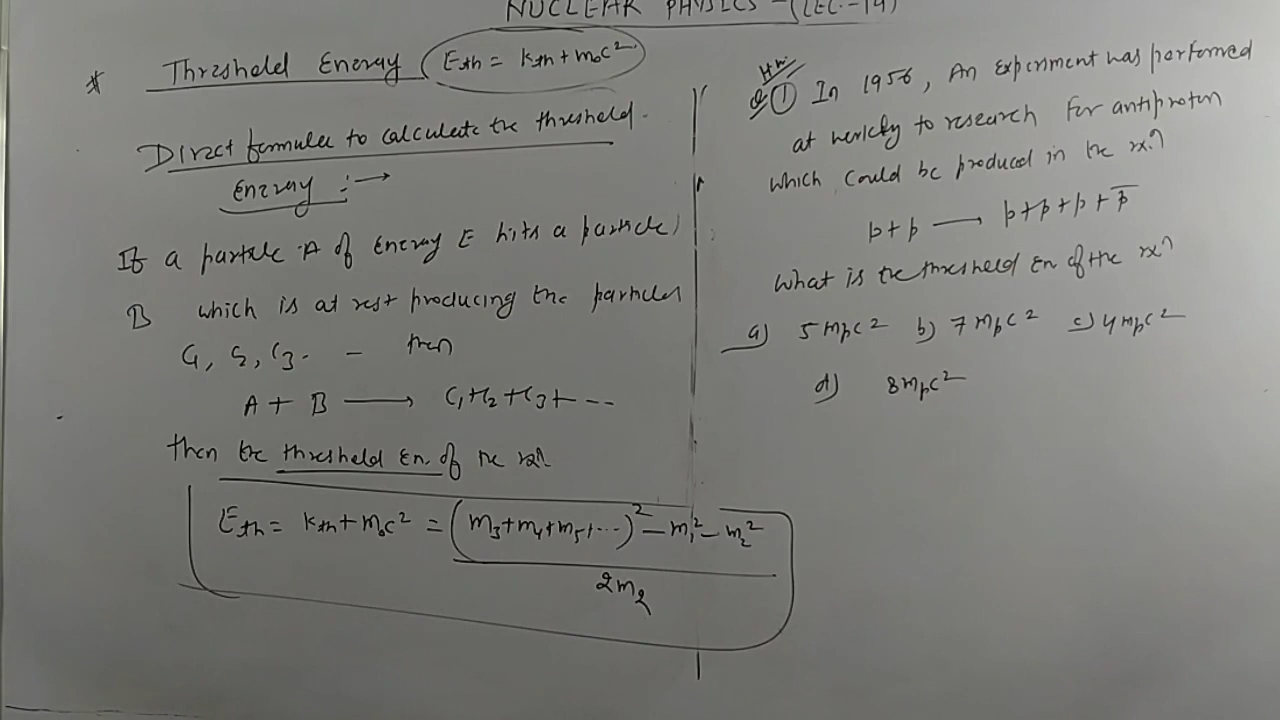 NUCLEAR PHYSICS - (LEC.-14)
* Threshold Energy (Eth = Kth + m₀c²)
Direct formula to calculate the threshold.
Energy :→
If a particle A of Energy E hits a particle
B which is at rest producing the particles
C₁, C₂, C₃. - then
A + B ⟶ C₁+C₂+C₃+ ---
then the threshold En. of the rxⁿ
Eth = Kth + m₀c² = (m₃+m₄+m₅+...)² - m₁² - m₂² / 2m₂
HW
Q ① In 1956, An Experiment was performed
at to research for antiproton
which could be produced in the rxⁿ
p + p ⟶ p+p+p+p̅
What is the threshold En of the rxⁿ
a) 5mpc² b) 7mpc² c) 4mpc²
d) 8mpc²